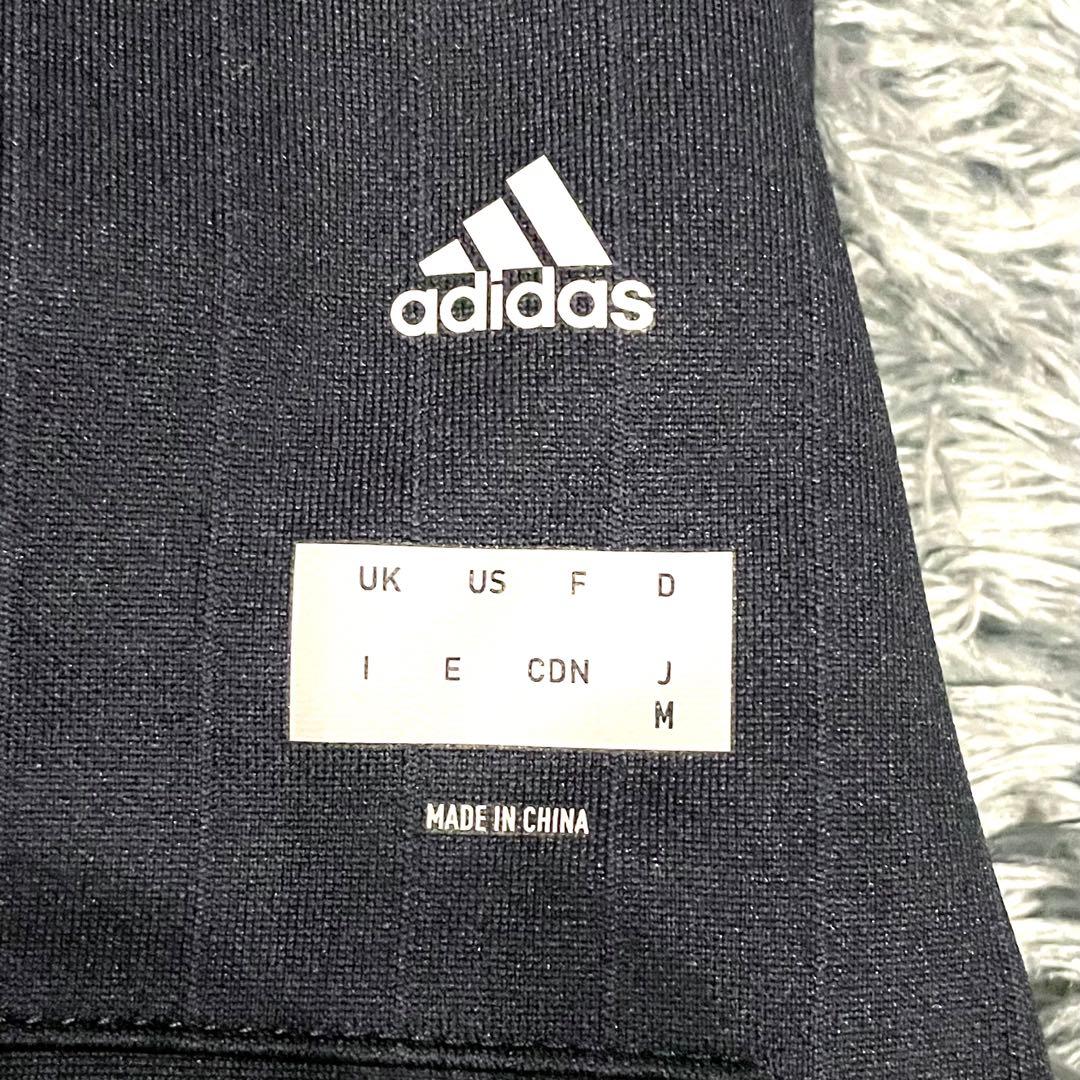 adidas
UK US F D
I E CDN J
M
MADE IN CHINA